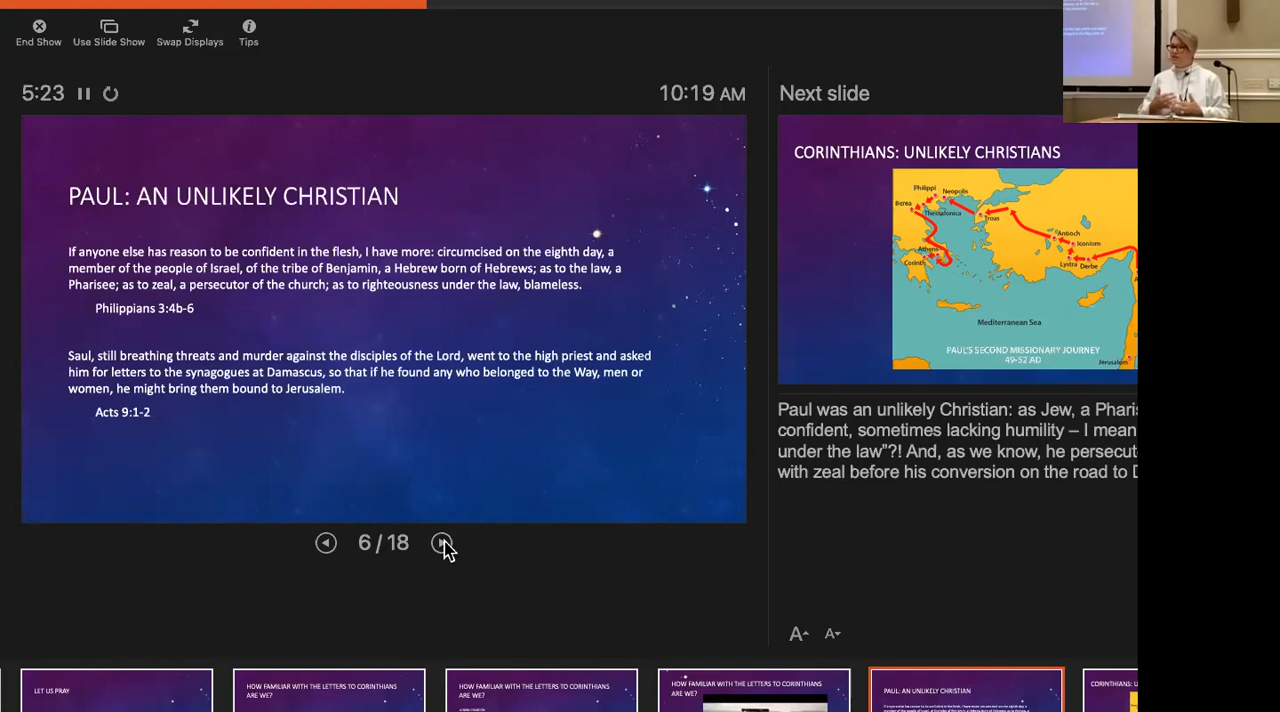 End Show
Use Slide Show
Swap Displays
Tips
5:23
10:19 AM
Next slide
PAUL: AN UNLIKELY CHRISTIAN
If anyone else has reason to be confident in the flesh, I have more: circumcised on the eighth day, a
member of the people of Israel, of the tribe of Benjamin, a Hebrew born of Hebrews; as to the law, a
Pharisee; as to zeal, a persecutor of the church; as to righteousness under the law, blameless.
Philippians 3:4b-6
Saul, still breathing threats and murder against the disciples of the Lord, went to the high priest and asked
him for letters to the synagogues at Damascus, so that if he found any who belonged to the Way, men or
women, he might bring them bound to Jerusalem.
Acts 9:1-2
6 / 18
CORINTHIANS: UNLIKELY CHRISTIANS
Philippi
Neopolis
Berea
Thessalonica
Troas
Antioch
Iconium
Athens
Corinth
Lystra
Derbe
Mediterranean Sea
PAUL'S SECOND MISSIONARY JOURNEY
49-52 AD
Jerusalem
Paul was an unlikely Christian: as Jew, a Phari
confident, sometimes lacking humility – I mean
under the law"?! And, as we know, he persecut
with zeal before his conversion on the road to D
A
A
LET US PRAY
HOW FAMILIAR WITH THE LETTERS TO CORINTHIANS
ARE WE?
HOW FAMILIAR WITH THE LETTERS TO CORINTHIANS
ARE WE?
HOW FAMILIAR WITH THE LETTERS TO CORINTHIANS
ARE WE?
PAUL: AN UNLIKELY CHRISTIAN
CORINTHIANS: U